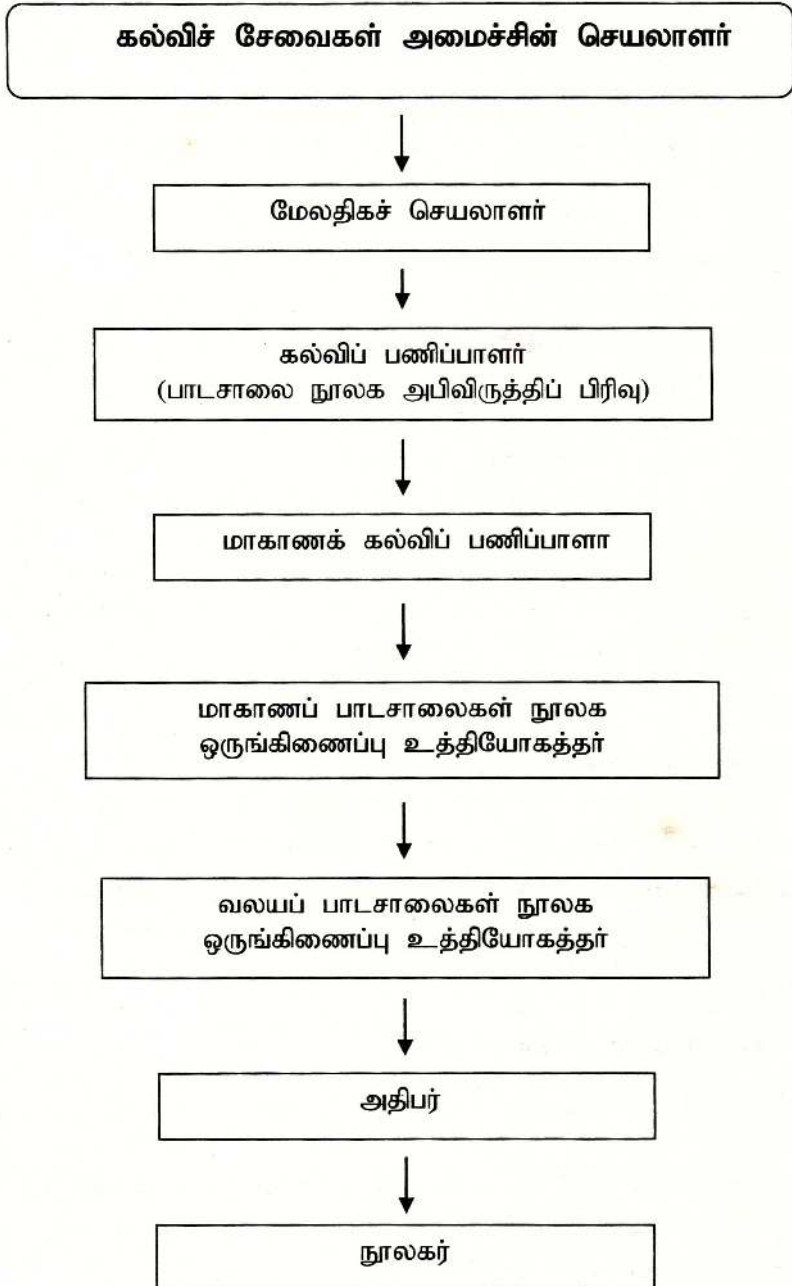 கல்விச் சேவைகள் அமைச்சின் செயலாளர்
மேலதிகச் செயலாளர்
கல்விப் பணிப்பாளர்
(பாடசாலை நூலக அபிவிருத்திப் பிரிவு)
மாகாணக் கல்விப் பணிப்பாளா
மாகாணப் பாடசாலைகள் நூலக
ஒருங்கிணைப்பு உத்தியோகத்தர்
வலயப் பாடசாலைகள் நூலக
ஒருங்கிணைப்பு உத்தியோகத்தர்
அதிபர்
நூலகர்